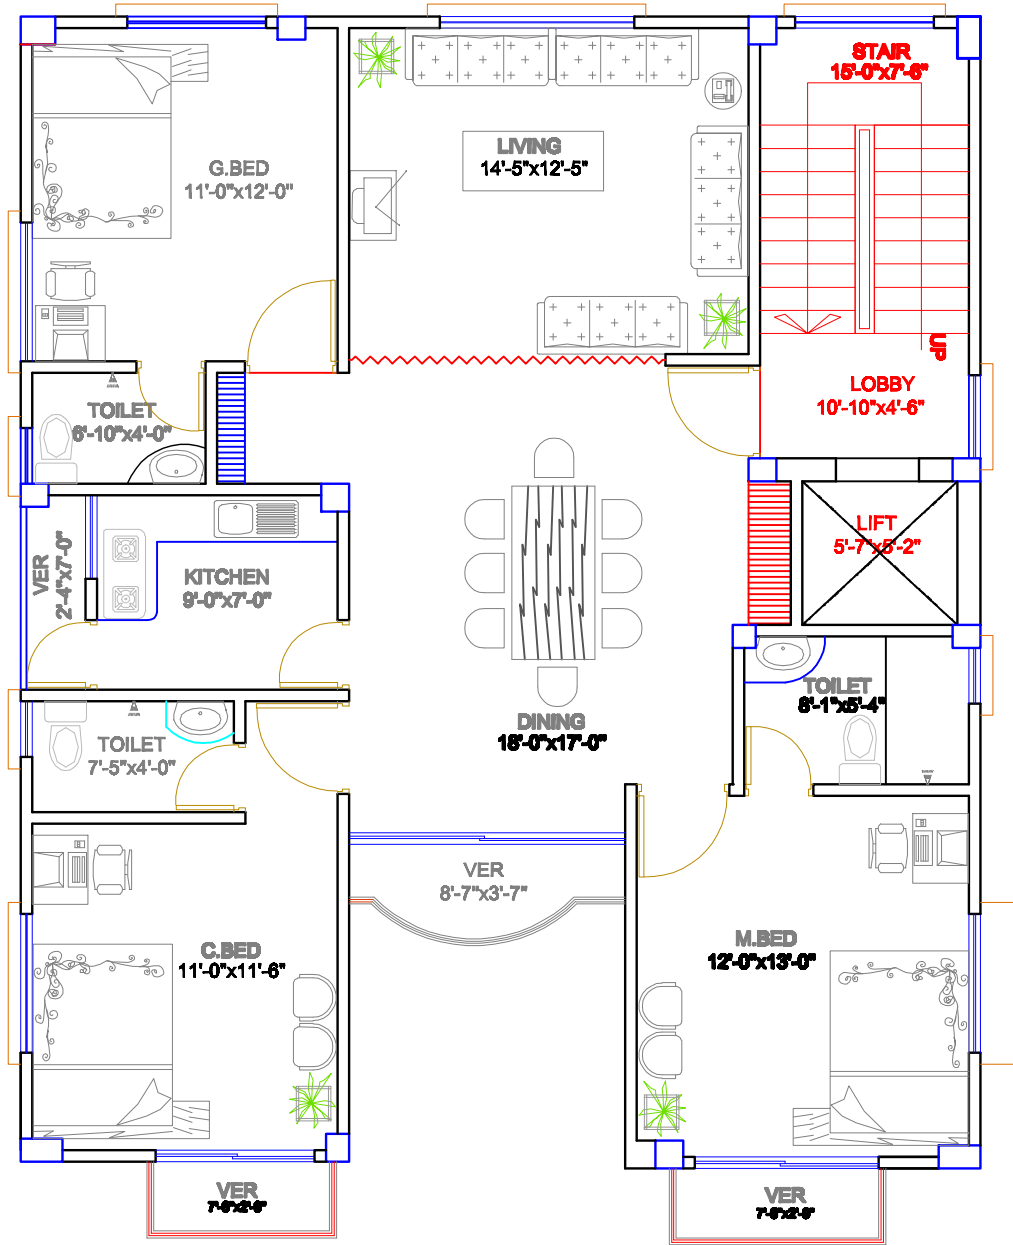 STAIR
15'-0"x7'-6"
LIVING
14'-5"x12'-5"
G.BED
11'-0"x12'-0"
UP
LOBBY
10'-10"x4'-6"
TOILET
6'-10"x4'-0"
LIFT
5'-7"x5'-2"
VER
2'-4"x7'-0"
KITCHEN
9'-0"x7'-0"
TOILET
8'-1"x5'-4"
DINING
18'-0"x17'-0"
TOILET
7'-5"x4'-0"
VER
8'-7"x3'-7"
C.BED
11'-0"x11'-6"
M.BED
12'-0"x13'-0"
VER
VER